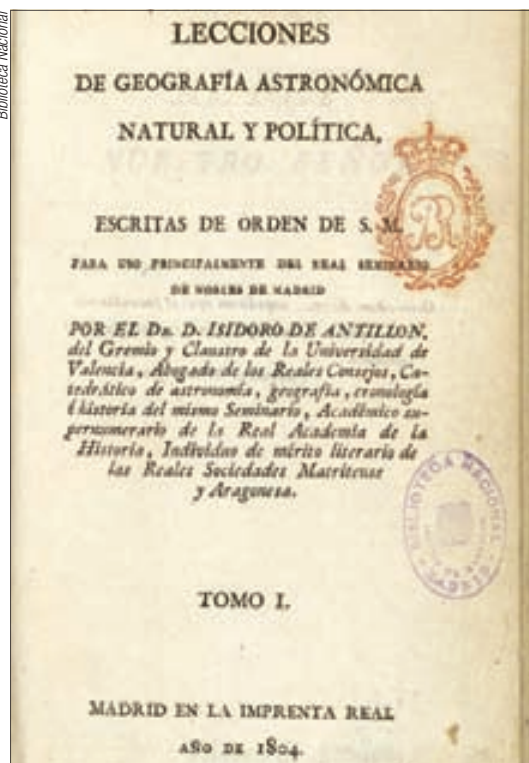 Biblioteca Nacional
LECCIONES
DE GEOGRAFÍA ASTRONÓMICA
NATURAL Y POLÍTICA,
ESCRITAS DE ORDEN DE S. M.
PARA USO PRINCIPALMENTE DEL REAL SEMINARIO
DE NOBLES DE MADRID
POR EL DR. D. ISIDORO DE ANTILLON,
del Gremio y Claustro de la Universidad de
Valencia, Abogado de los Reales Consejos, Ca-
tedrático de astronomía, geografía, cronología
é historia del mismo Seminario, Académico su-
pernumerario de la Real Academia de la
Historia, Individuo de mérito literario de
las Reales Sociedades Matritense
y Aragonesa.
BIBLIOTECA NACIONAL
MADRID
TOMO I.
MADRID EN LA IMPRENTA REAL
AÑO DE 1804.